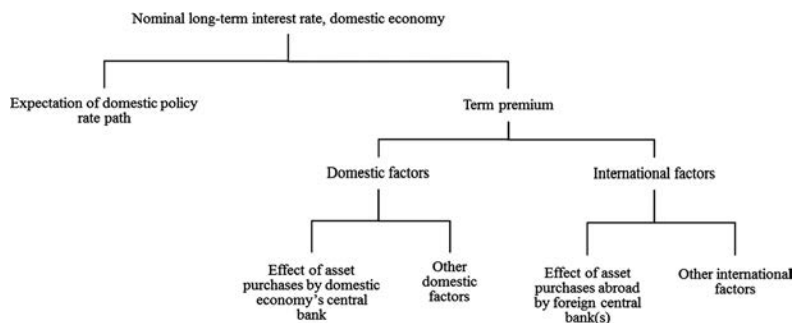 Nominal long-term interest rate, domestic economy
Expectation of domestic policy
rate path
Term premium
Domestic factors
International factors
Effect of asset
purchases by domestic
economy's central
bank
Other
domestic
factors
Effect of asset
purchases abroad
by foreign central
bank(s)
Other international
factors